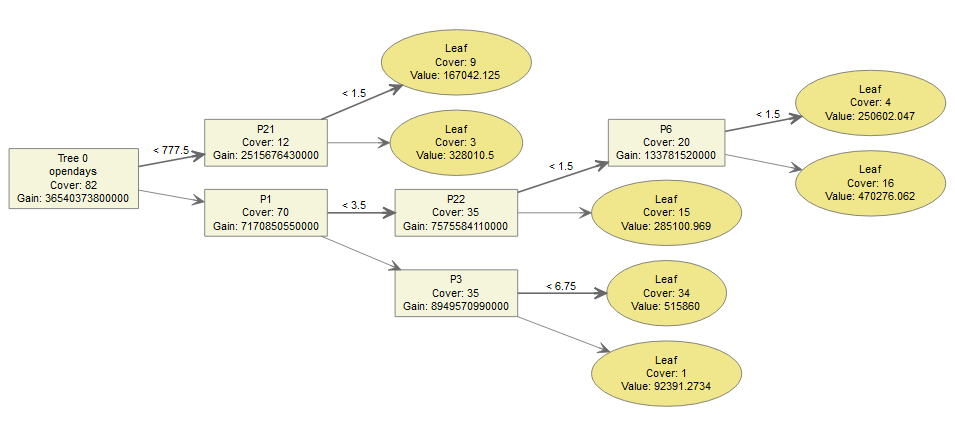 Tree 0
opendays
Cover: 82
Gain: 36540373800000
< 777.5
P21
Cover: 12
Gain: 2515676430000
P1
Cover: 70
Gain: 7170850550000
< 1.5
Leaf
Cover: 9
Value: 167042.125
Leaf
Cover: 3
Value: 328010.5
< 3.5
P22
Cover: 35
Gain: 7575584110000
P3
Cover: 35
Gain: 8949570990000
< 1.5
P6
Cover: 20
Gain: 133781520000
Leaf
Cover: 15
Value: 285100.969
< 6.75
Leaf
Cover: 34
Value: 515860
Leaf
Cover: 1
Value: 92391.2734
< 1.5
Leaf
Cover: 4
Value: 250602.047
Leaf
Cover: 16
Value: 470276.062